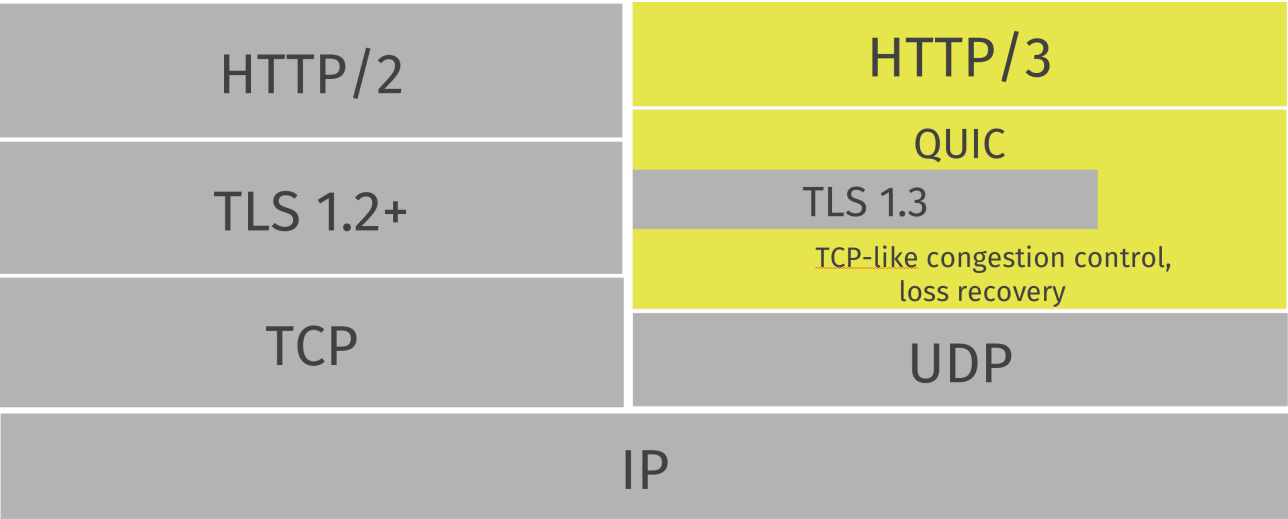 HTTP/2
TLS 1.2+
TCP
HTTP/3
QUIC
TLS 1.3
TCP-like congestion control,
loss recovery
UDP
IP